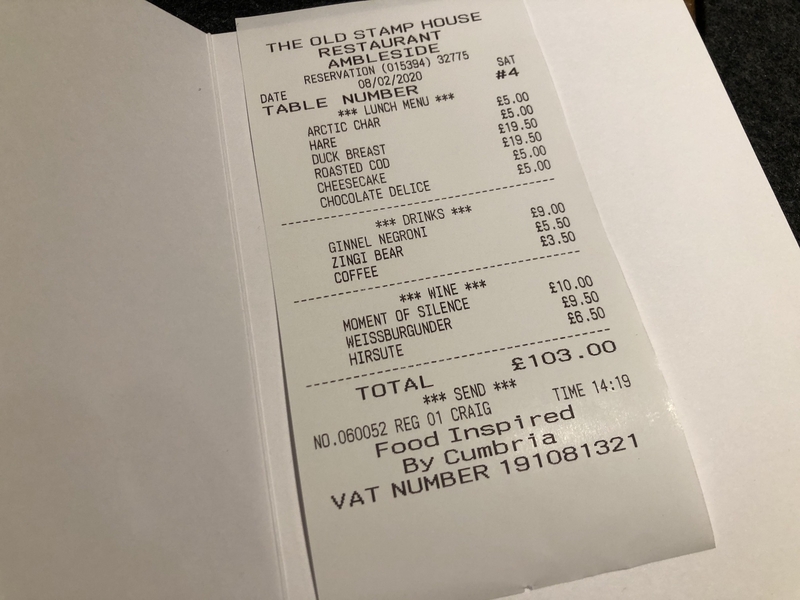 THE OLD STAMP HOUSE
RESTAURANT
AMBLESIDE
RESERVATION (015394) 32775
DATE 08/02/2020 SAT
TABLE NUMBER #4
*** LUNCH MENU ***
ARCTIC CHAR £5.00
HARE £5.00
DUCK BREAST £19.50
ROASTED COD £19.50
CHEESECAKE £5.00
CHOCOLATE DELICE £5.00
*** DRINKS ***
GINNEL NEGRONI £9.00
ZINGI BEAR £5.50
COFFEE £3.50
*** WINE ***
MOMENT OF SILENCE £10.00
WEISSBURGUNDER £9.50
HIRSUTE £6.50
TOTAL £103.00
*** SEND ***
NO.060052 REG 01 CRAIG TIME 14:19
Food Inspired
By Cumbria
VAT NUMBER 191081321